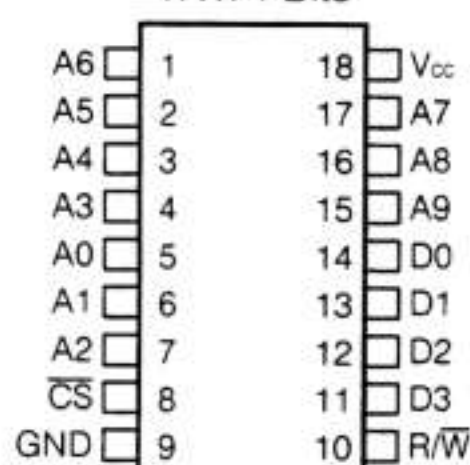 A6 1 18 Vcc
A5 2 17 A7
A4 3 16 A8
A3 4 15 A9
A0 5 14 D0
A1 6 13 D1
A2 7 12 D2
C̅S̅ 8 11 D3
GND 9 10 R/W̅